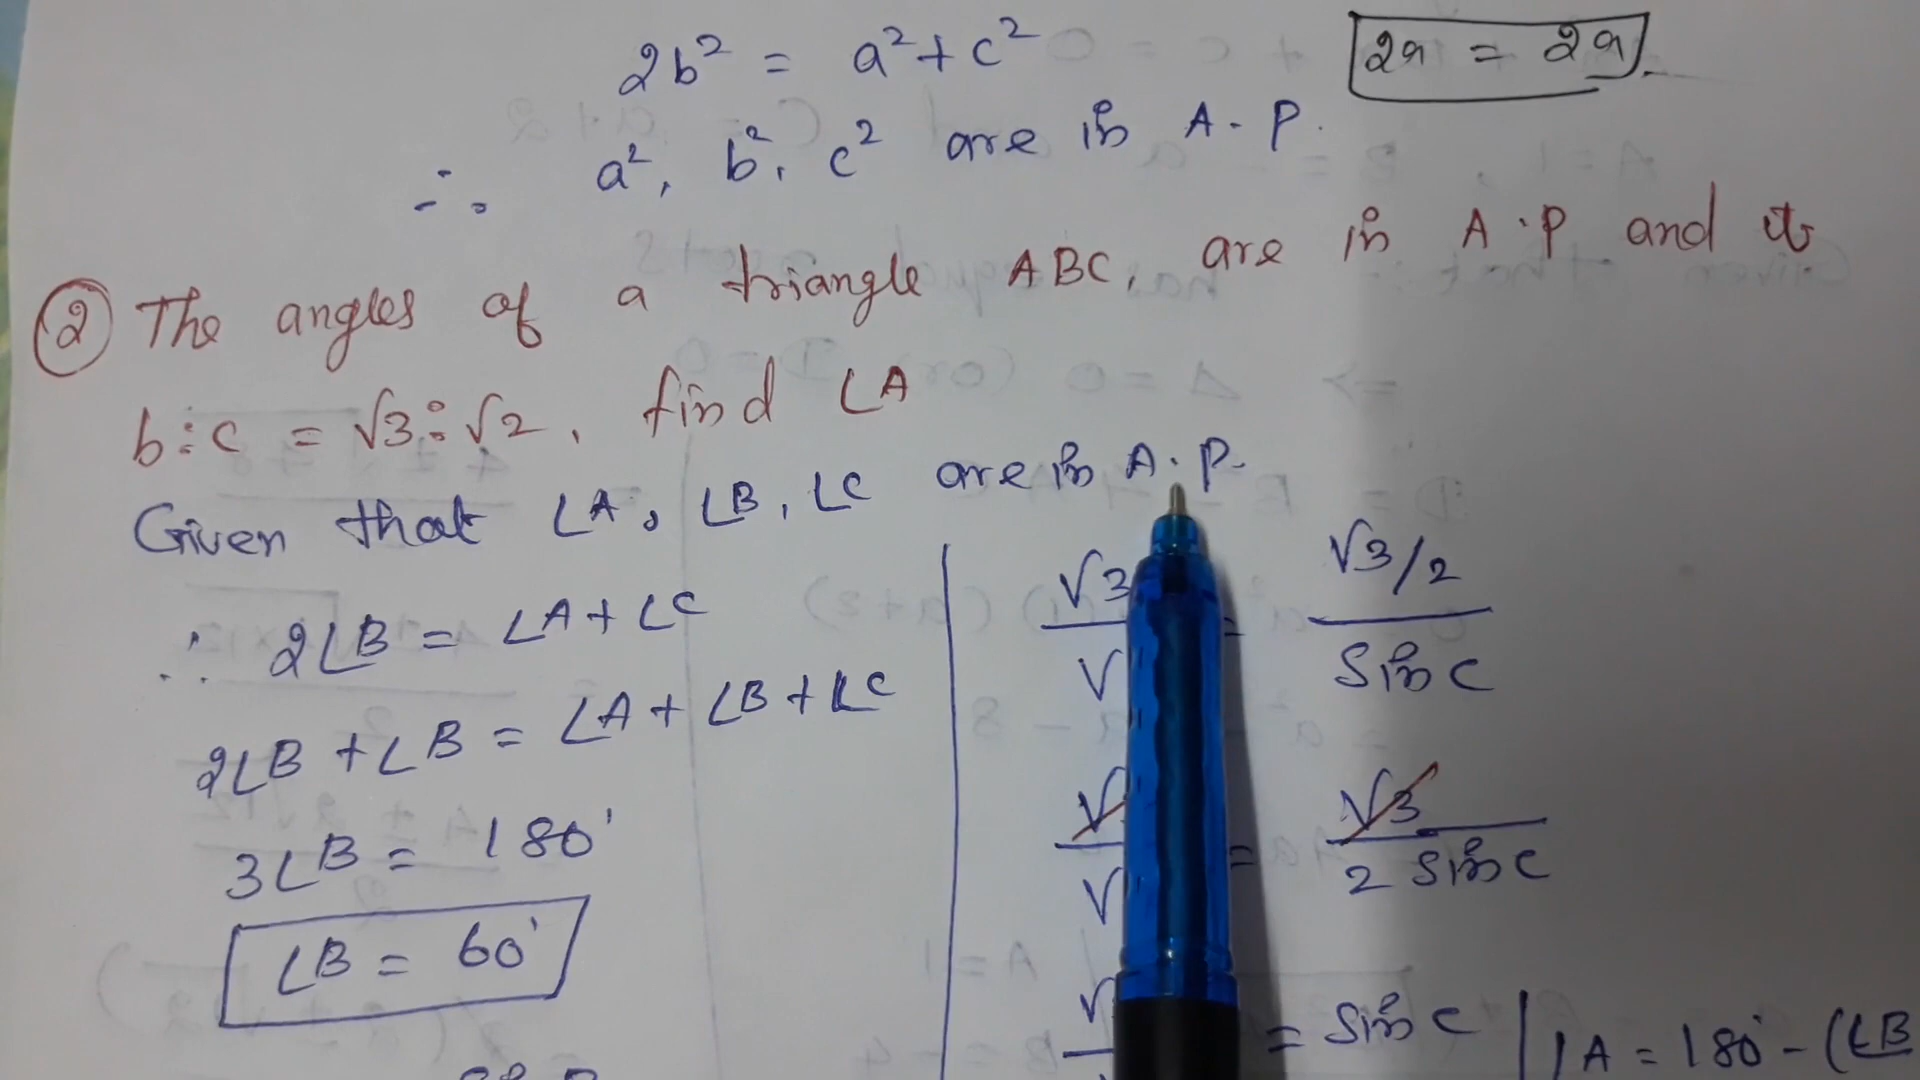 2b² = a² + c²
2a = 2a
∴ a², b², c² are in A.P.
② The angles of a triangle ABC, are in A.P and it
b:c = √3:√2, find ∠A
Given that ∠A, ∠B, ∠C are in A.P.
∴ 2∠B = ∠A + ∠C
2∠B + ∠B = ∠A + ∠B + ∠C
3∠B = 180°
∠B = 60°
√3
√
= √3/2
Sin C
√
√
= √3
2 Sin C
√
= Sin C
∠A = 180° - (∠B